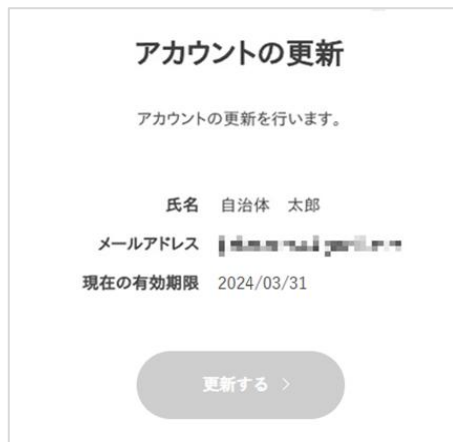 アカウントの更新
アカウントの更新を行います。
氏名 自治体 太郎
メールアドレス
現在の有効期限 2024/03/31
更新する >